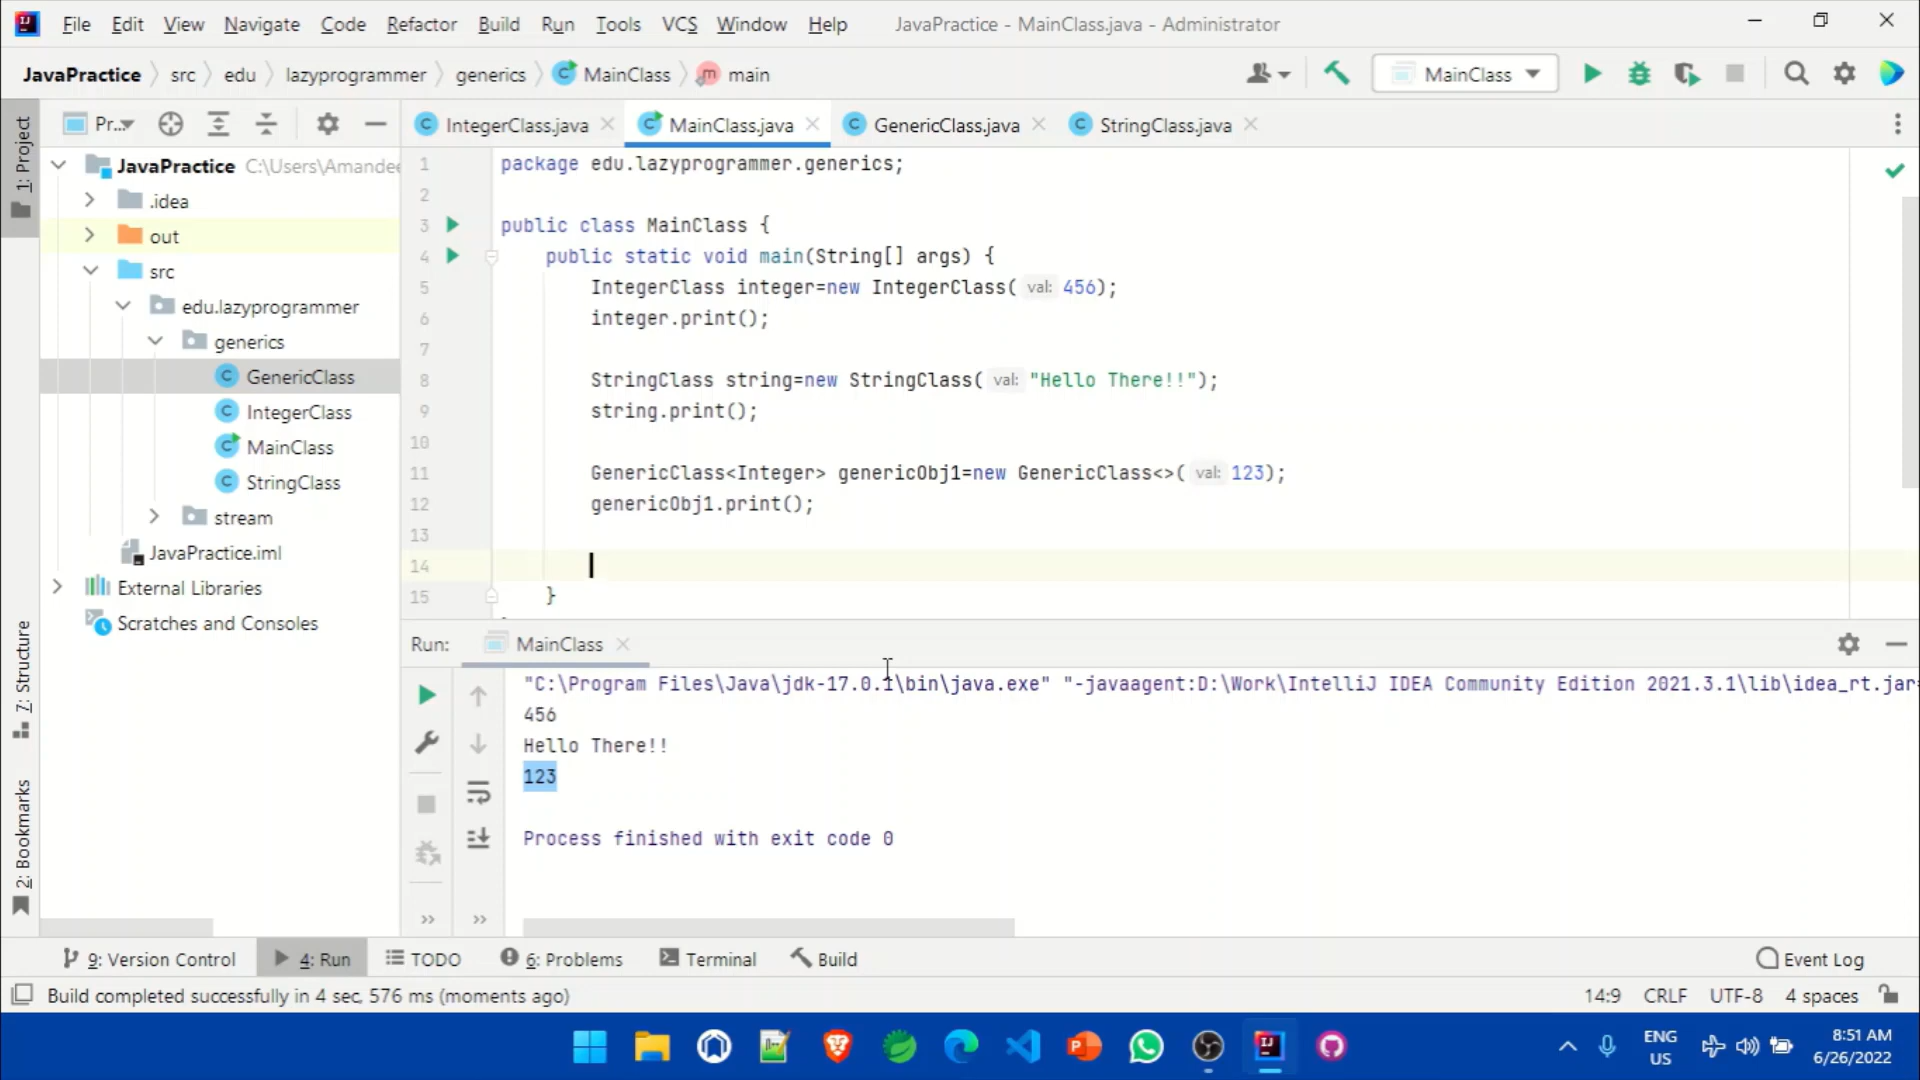 File Edit View Navigate Code Refactor Build Run Tools VCS Window Help JavaPractice - MainClass.java - Administrator
JavaPractice src edu lazyprogrammer generics MainClass m main MainClass
Pr... IntegerClass.java MainClass.java GenericClass.java StringClass.java
1: Project
JavaPractice C:\Users\Amandee
.idea
out
src
edu.lazyprogrammer
generics
GenericClass
IntegerClass
MainClass
StringClass
stream
JavaPractice.iml
External Libraries
Scratches and Consoles
7: Structure
2: Bookmarks
1 package edu.lazyprogrammer.generics;
2
3 public class MainClass {
4 public static void main(String[] args) {
5 IntegerClass integer=new IntegerClass( val: 456);
6 integer.print();
7
8 StringClass string=new StringClass( val: "Hello There!!");
9 string.print();
10
11 GenericClass<Integer> genericObj1=new GenericClass<>( val: 123);
12 genericObj1.print();
13
14
15 }
Run: MainClass
"C:\Program Files\Java\jdk-17.0.1\bin\java.exe" "-javaagent:D:\Work\IntelliJ IDEA Community Edition 2021.3.1\lib\idea_rt.jar
456
Hello There!!
123
Process finished with exit code 0
9: Version Control 4: Run TODO 6: Problems Terminal Build Event Log
Build completed successfully in 4 sec, 576 ms (moments ago) 14:9 CRLF UTF-8 4 spaces
ENG
US
8:51 AM
6/26/2022